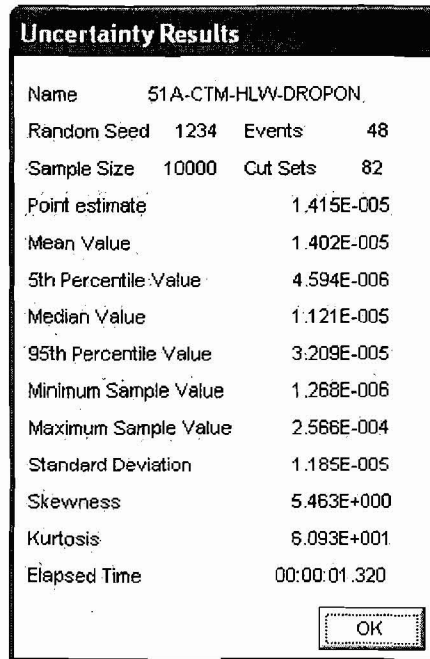 Uncertainty Results
Name 51A-CTM-HLW-DROPON
Random Seed 1234 Events 48
Sample Size 10000 Cut Sets 82
Point estimate 1.415E-005
Mean Value 1.402E-005
5th Percentile Value 4.594E-006
Median Value 1.121E-005
95th Percentile Value 3.209E-005
Minimum Sample Value 1.268E-006
Maximum Sample Value 2.566E-004
Standard Deviation 1.185E-005
Skewness 5.463E+000
Kurtosis 6.093E+001
Elapsed Time 00:00:01.320
OK